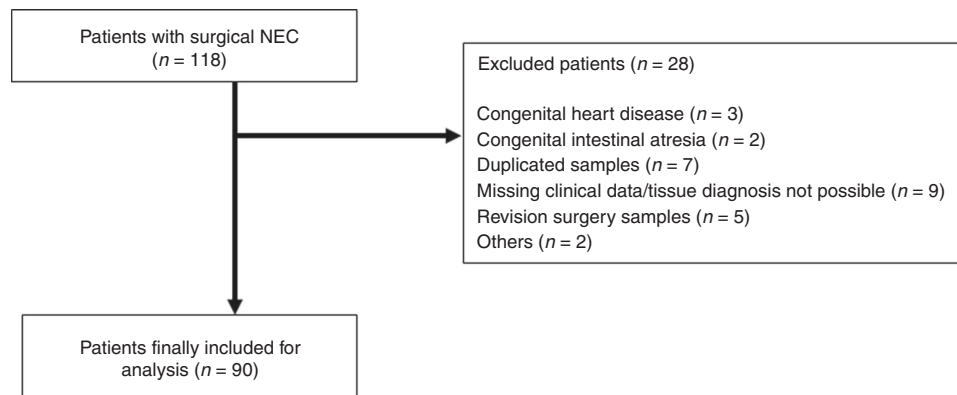 Patients with surgical NEC
(n = 118)
Excluded patients (n = 28)
Congenital heart disease (n = 3)
Congenital intestinal atresia (n = 2)
Duplicated samples (n = 7)
Missing clinical data/tissue diagnosis not possible (n = 9)
Revision surgery samples (n = 5)
Others (n = 2)
Patients finally included for
analysis (n = 90)